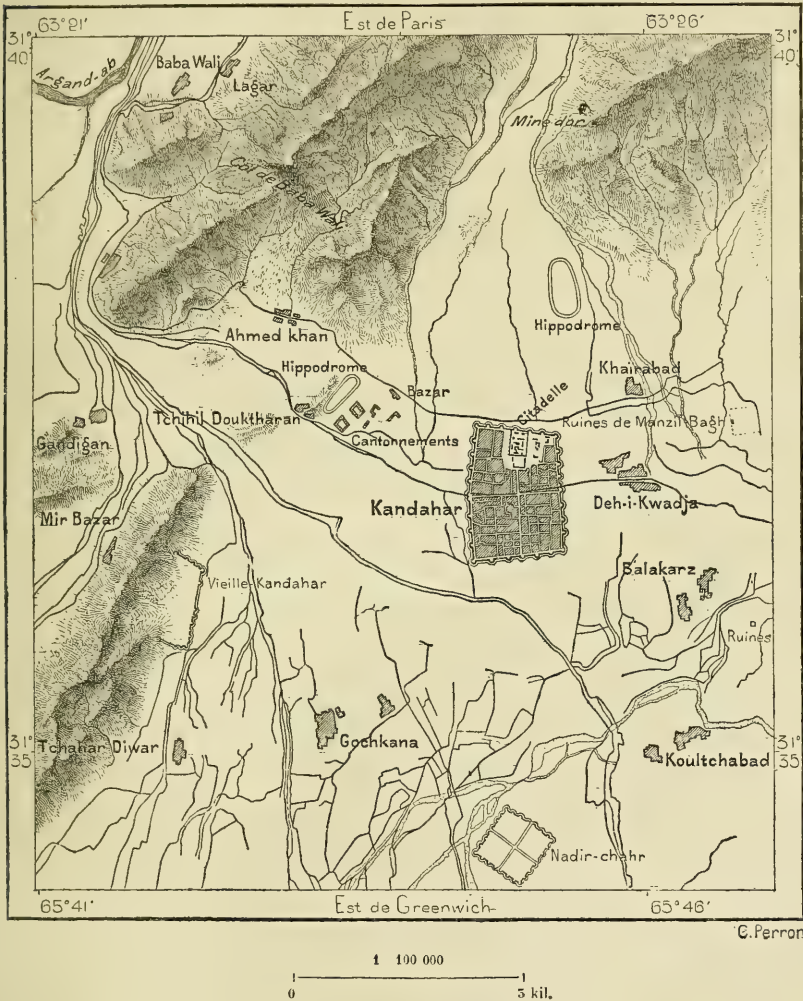 63°21'
Est de Paris
63°26'
31°
40'
31°
40'
Argand-ab
Baba Wali
Lagar
Mine d'or
Col de Baba Wali
Ahmed khan
Hippodrome
Hippodrome
Khairabad
Bazar
Citadelle
Tchihil Douktharan
Cantonnements
Ruines de Manzil Bagh
Gandigan
Kandahar
Deh-i-Kwadja
Mir Bazar
Vieille Kandahar
Balakarz
Ruines
31°
35'
Tchahar Diwar
Gochkana
Koultchabad
31°
35'
Nadir-chehr
65°41'
Est de Greenwich
65°46'
C. Perron
1 100 000
0
3 kil.